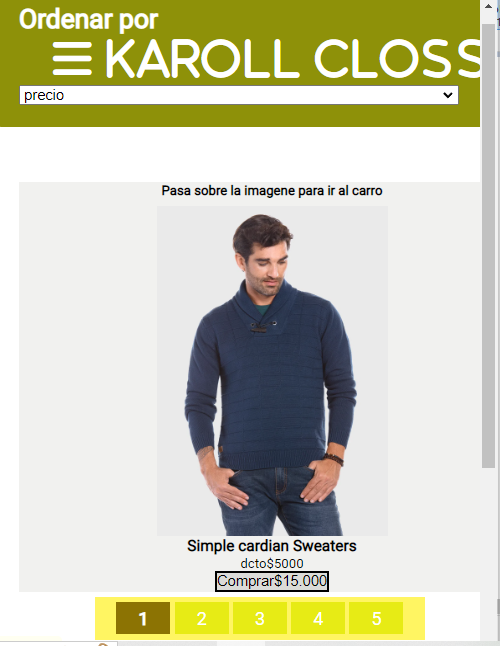 Ordenar por
KAROLL CLOSS
precio
Pasa sobre la imagene para ir al carro
Simple cardian Sweaters
dcto$5000
Comprar$15.000
1 2 3 4 5